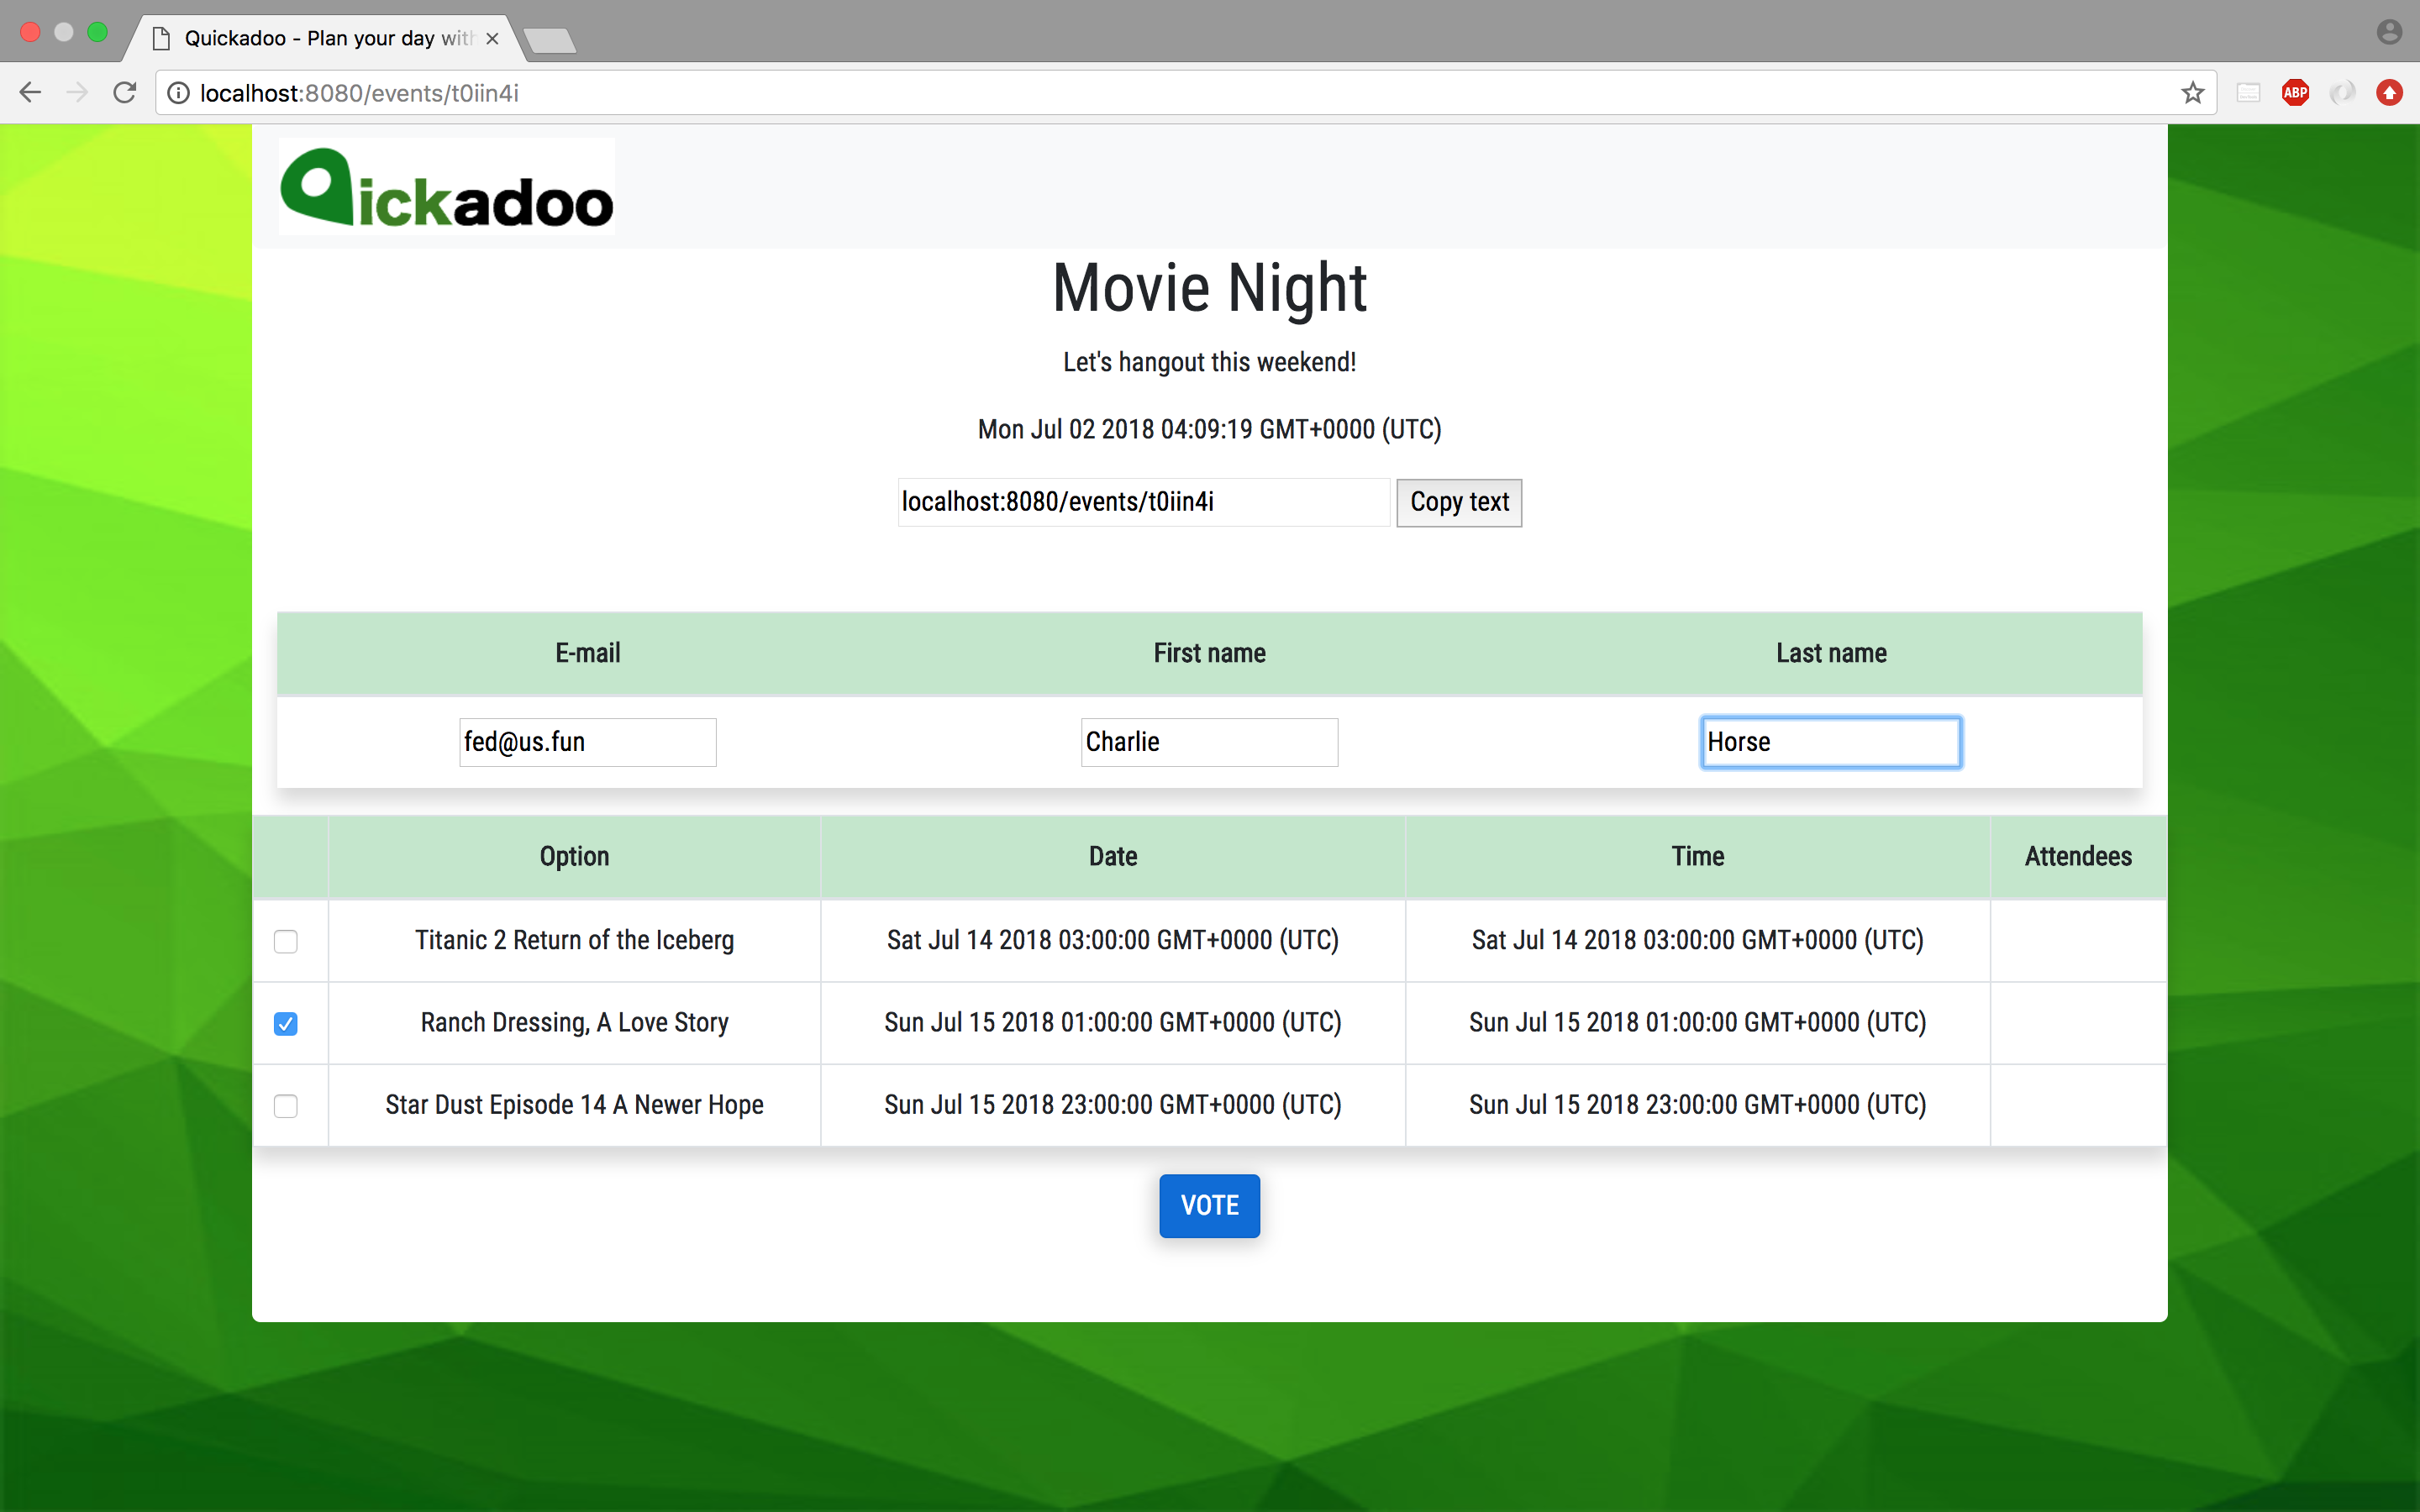 Quickadoo - Plan your day with
localhost:8080/events/t0iin4i
ABP
Qickadoo
Movie Night
Let's hangout this weekend!
Mon Jul 02 2018 04:09:19 GMT+0000 (UTC)
localhost:8080/events/t0iin4i Copy text
E-mail First name Last name
fed@us.fun Charlie Horse
Option Date Time Attendees
Titanic 2 Return of the Iceberg Sat Jul 14 2018 03:00:00 GMT+0000 (UTC) Sat Jul 14 2018 03:00:00 GMT+0000 (UTC)
Ranch Dressing, A Love Story Sun Jul 15 2018 01:00:00 GMT+0000 (UTC) Sun Jul 15 2018 01:00:00 GMT+0000 (UTC)
Star Dust Episode 14 A Newer Hope Sun Jul 15 2018 23:00:00 GMT+0000 (UTC) Sun Jul 15 2018 23:00:00 GMT+0000 (UTC)
VOTE